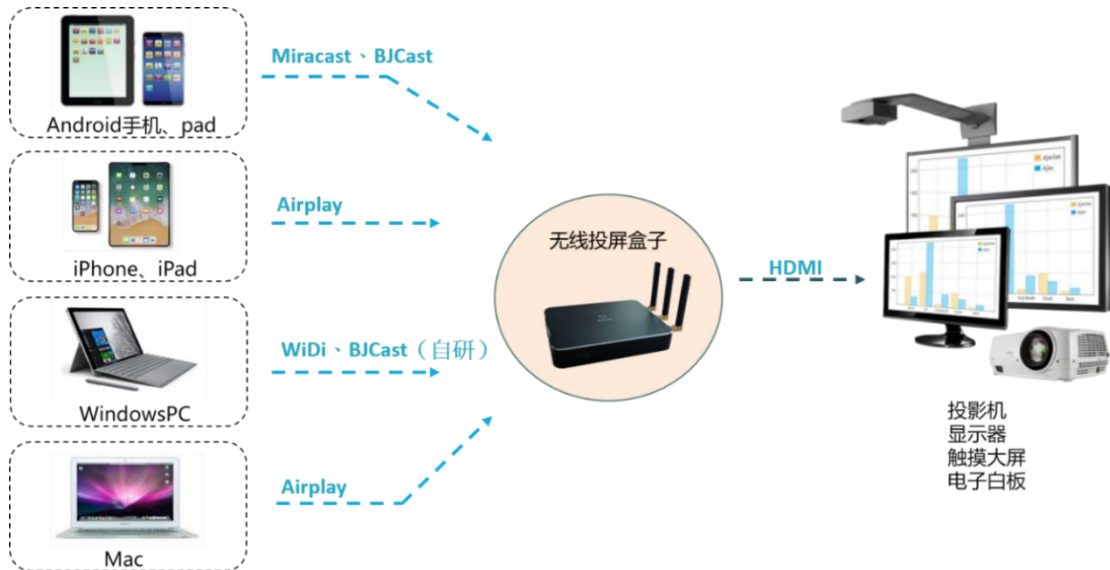 Miracast、BJCast
Android手机、pad
Airplay
iPhone、iPad
无线投屏盒子
HDMI
WiDi、BJCast（自研）
WindowsPC
Airplay
Mac
投影机
显示器
触摸大屏
电子白板